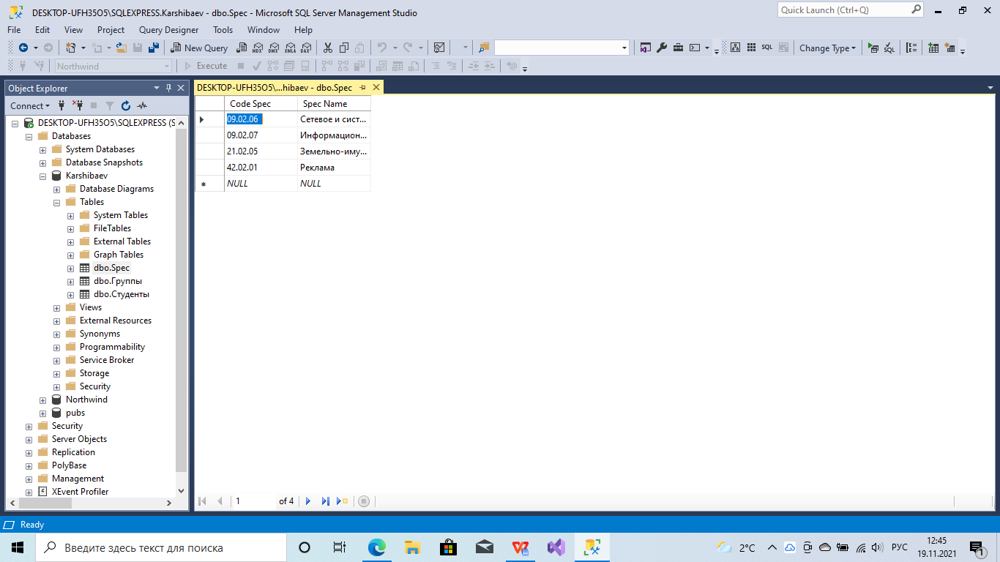 DESKTOP-UFH35O5\SQLEXPRESS.Karshibaev - dbo.Spec - Microsoft SQL Server Management Studio
Quick Launch (Ctrl+Q)
File Edit View Project Query Designer Tools Window Help
New Query MDX DMX XMLA DAX SQL Change Type SQL
Northwind Execute
Object Explorer
Connect
DESKTOP-UFH35O5\SQLEXPRESS (S
Databases
System Databases
Database Snapshots
Karshibaev
Database Diagrams
Tables
System Tables
FileTables
External Tables
Graph Tables
dbo.Spec
dbo.Группы
dbo.Студенты
Views
External Resources
Synonyms
Programmability
Service Broker
Storage
Security
Northwind
pubs
Security
Server Objects
Replication
PolyBase
Management
XEvent Profiler
DESKTOP-UFH35O5\...hibaev - dbo.Spec
Code Spec Spec Name
09.02.06 Сетевое и сист...
09.02.07 Информацион...
21.02.05 Земельно-иму...
42.02.01 Реклама
NULL NULL
1 of 4
Ready
Введите здесь текст для поиска
2°C
РУС
12:45
19.11.2021
1